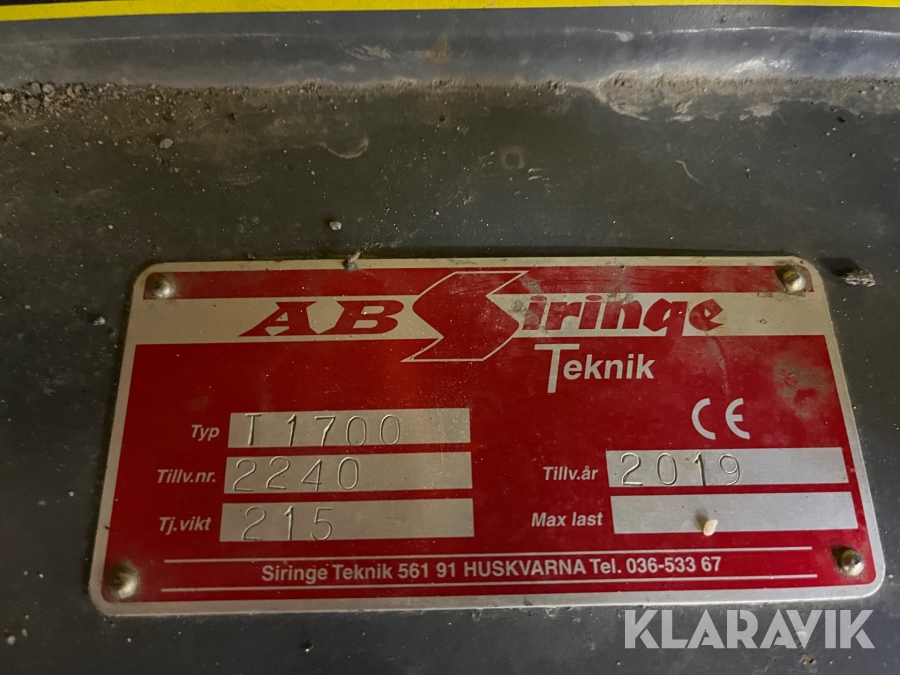 AB Siringe
Teknik
Typ T 1700
CE
Tillv.nr. 2240 Tillv.år 2019
Tj.vikt 215 Max last
Siringe Teknik 561 91 HUSKVARNA Tel. 036-533 67
KLARAVIK